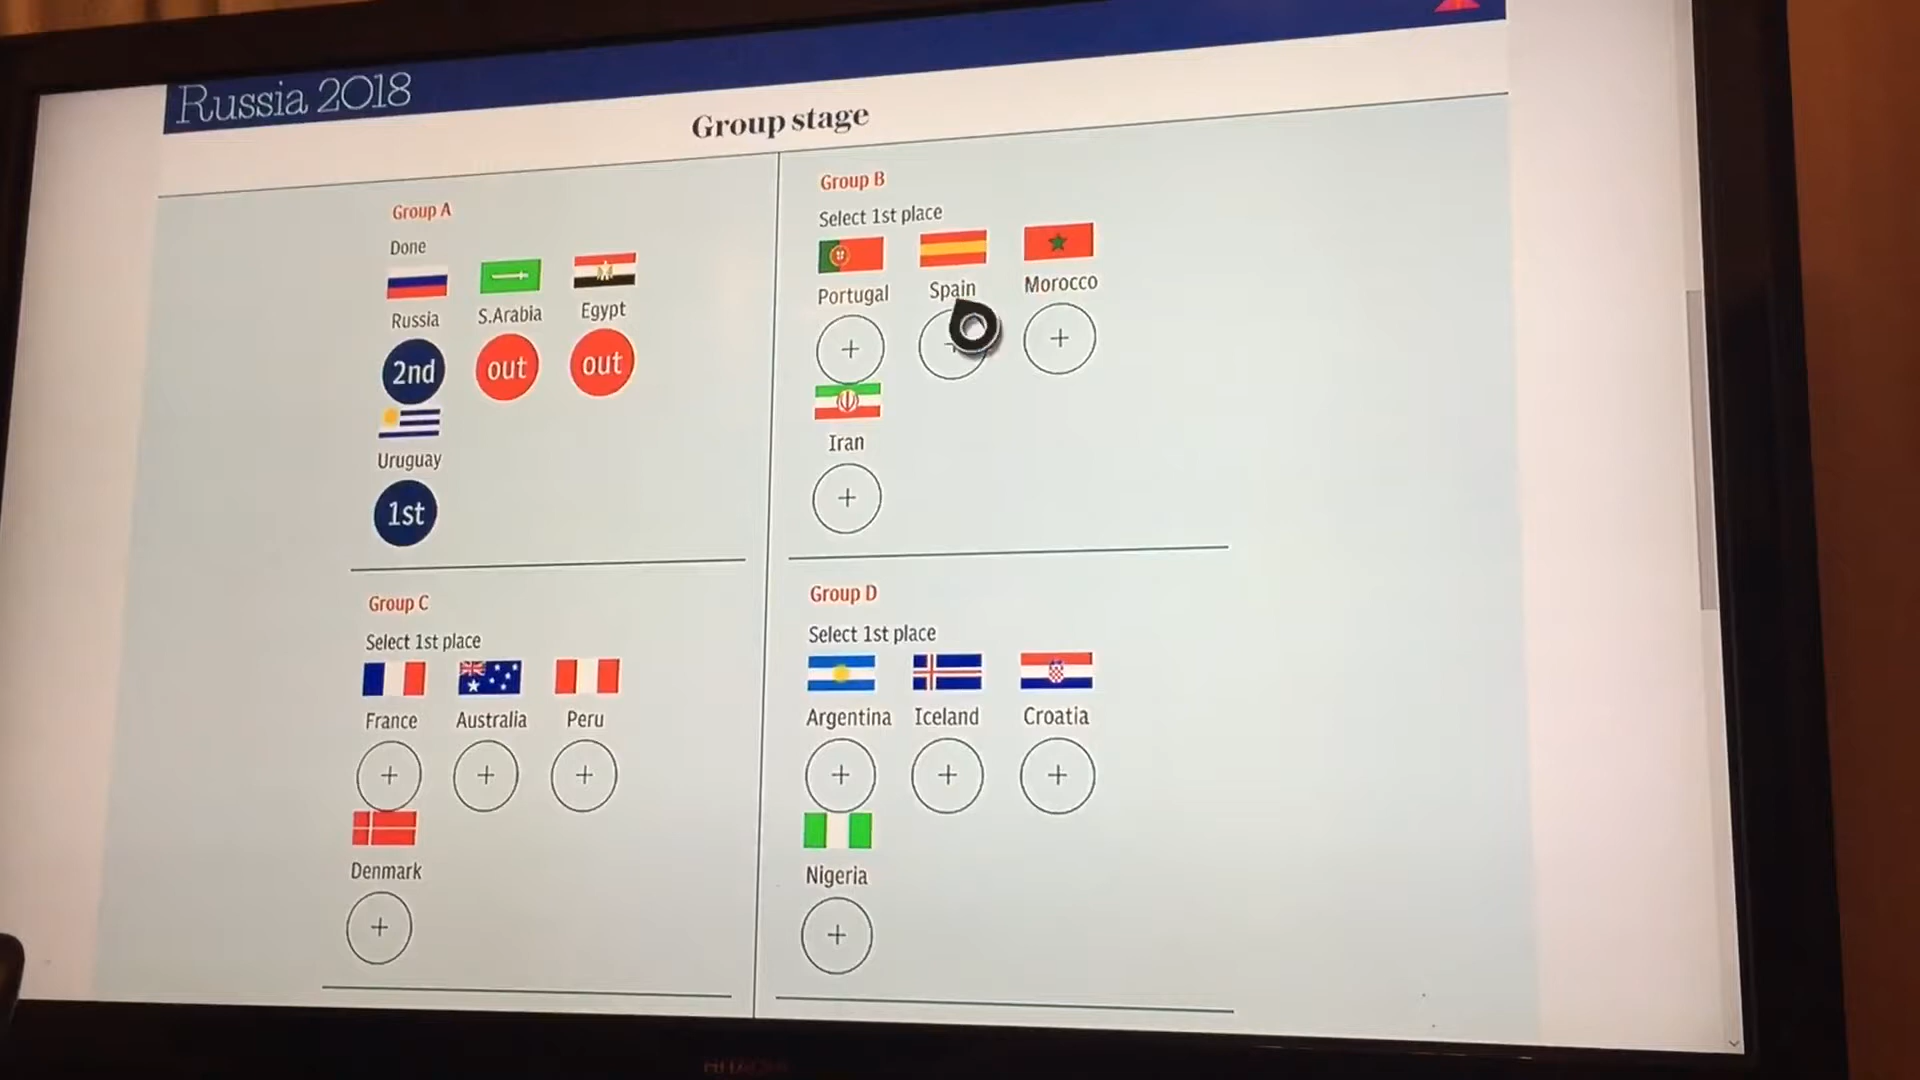 Russia 2018
Group stage
Group A
Done
Russia S.Arabia Egypt
2nd out out
Uruguay
1st
Group B
Select 1st place
Portugal Spain Morocco
+ + +
Iran
+
Group C
Select 1st place
France Australia Peru
+ + +
Denmark
+
Group D
Select 1st place
Argentina Iceland Croatia
+ + +
Nigeria
+
HITACHI